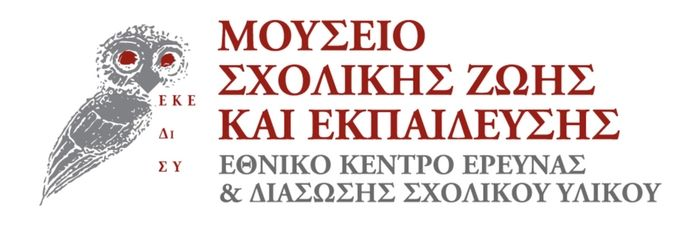 ΕΚΕ
Δι
ΣΥ
ΜΟΥΣΕΙΟ
ΣΧΟΛΙΚΗΣ ΖΩΗΣ
ΚΑΙ ΕΚΠΑΙΔΕΥΣΗΣ
ΕΘΝΙΚΟ ΚΕΝΤΡΟ ΕΡΕΥΝΑΣ
& ΔΙΑΣΩΣΗΣ ΣΧΟΛΙΚΟΥ ΥΛΙΚΟΥ